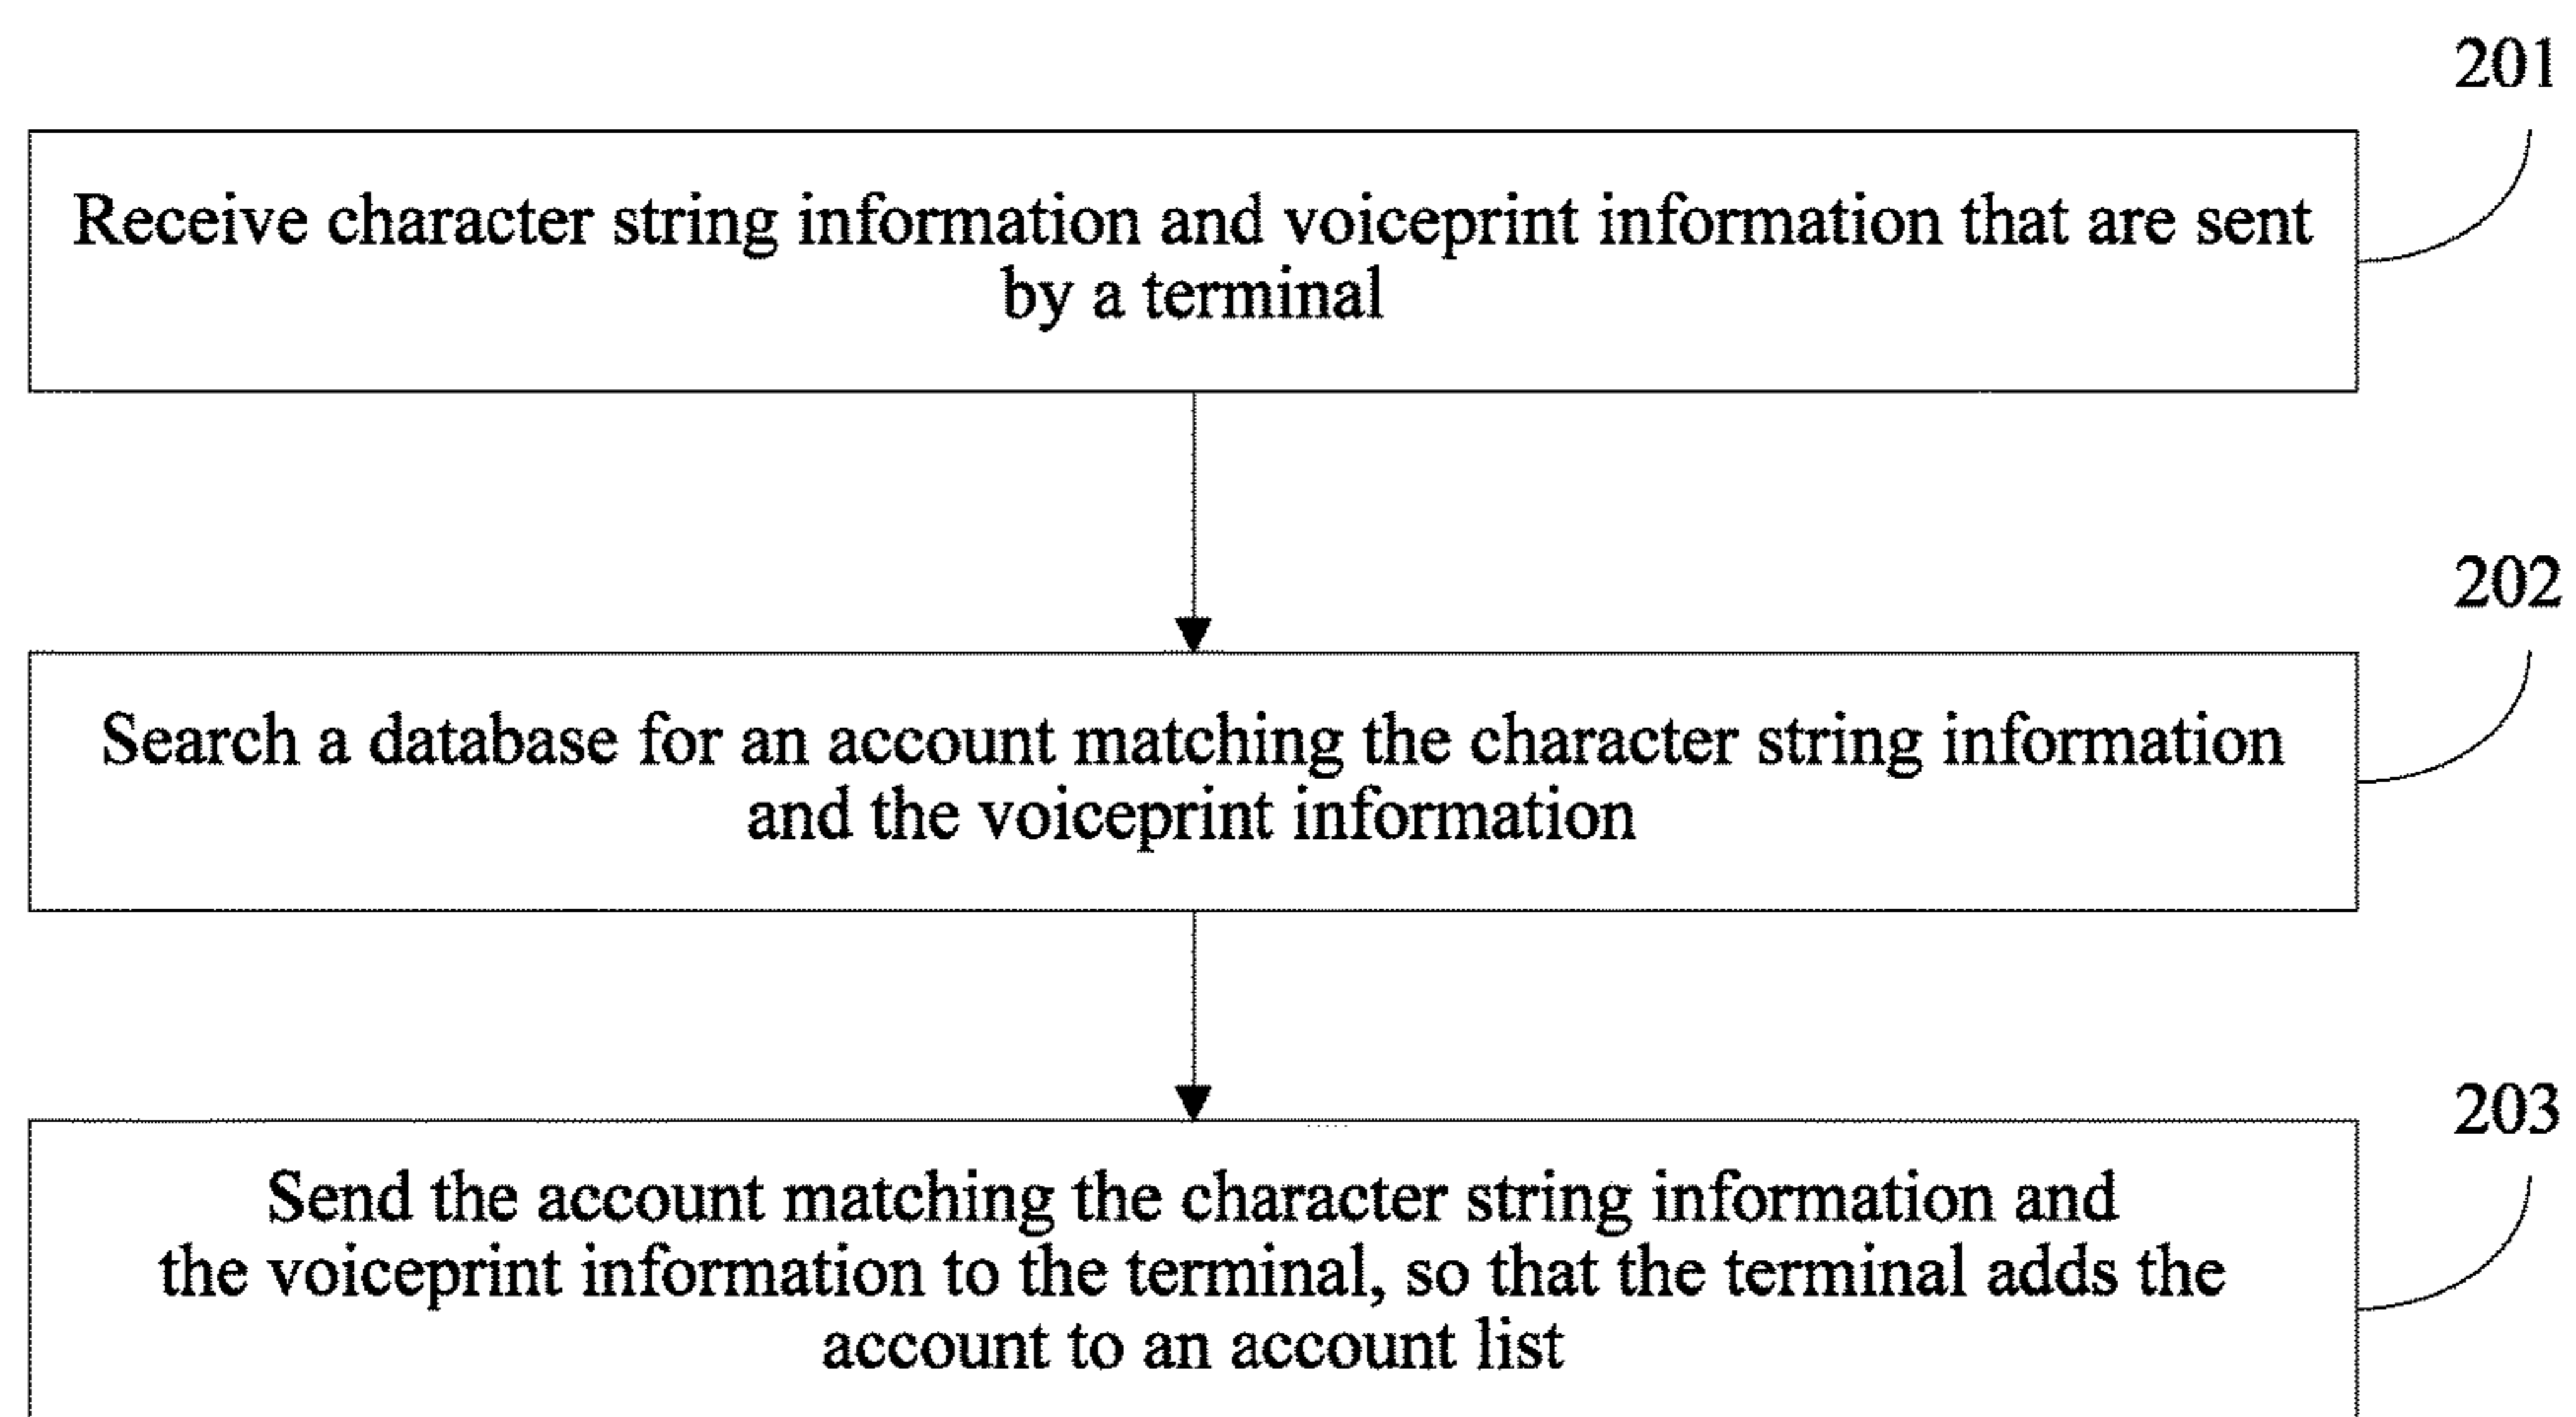 201
Receive character string information and voiceprint information that are sent
by a terminal
202
Search a database for an account matching the character string information
and the voiceprint information
203
Send the account matching the character string information and
the voiceprint information to the terminal, so that the terminal adds the
account to an account list